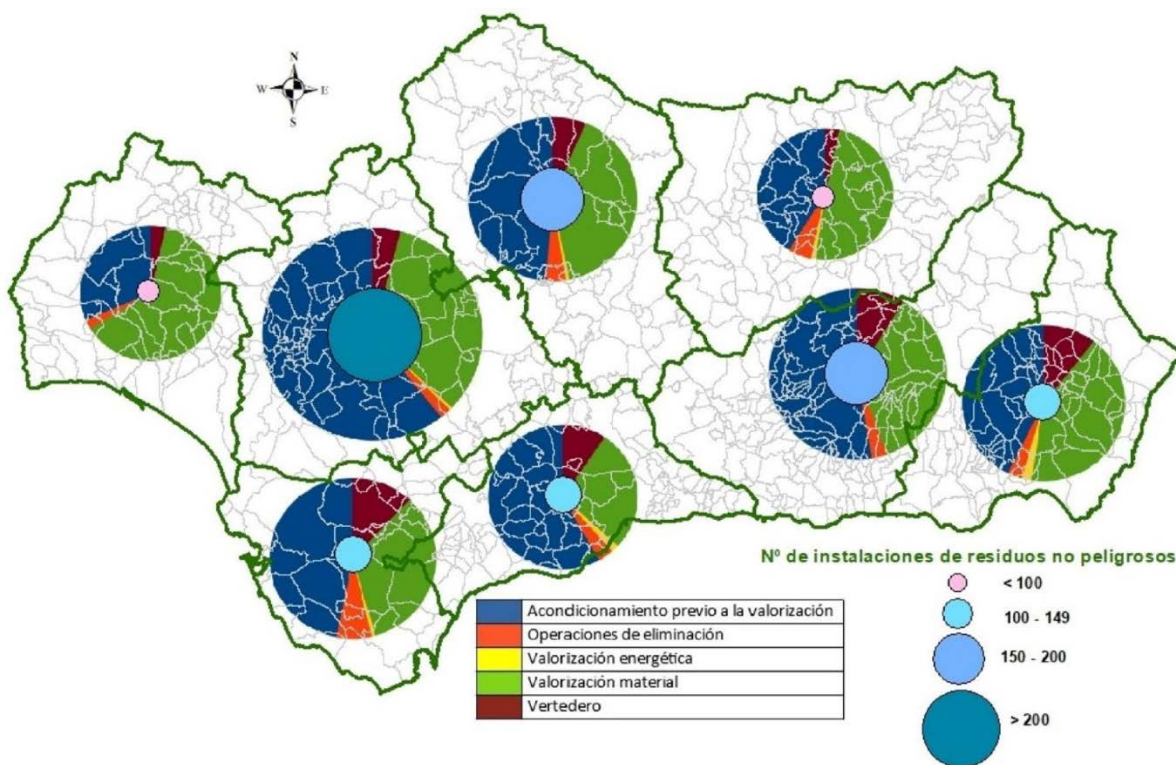 N
W E
S
Nº de instalaciones de residuos no peligrosos
< 100
100 - 149
150 - 200
> 200
Acondicionamiento previo a la valorización
Operaciones de eliminación
Valorización energética
Valorización material
Vertedero